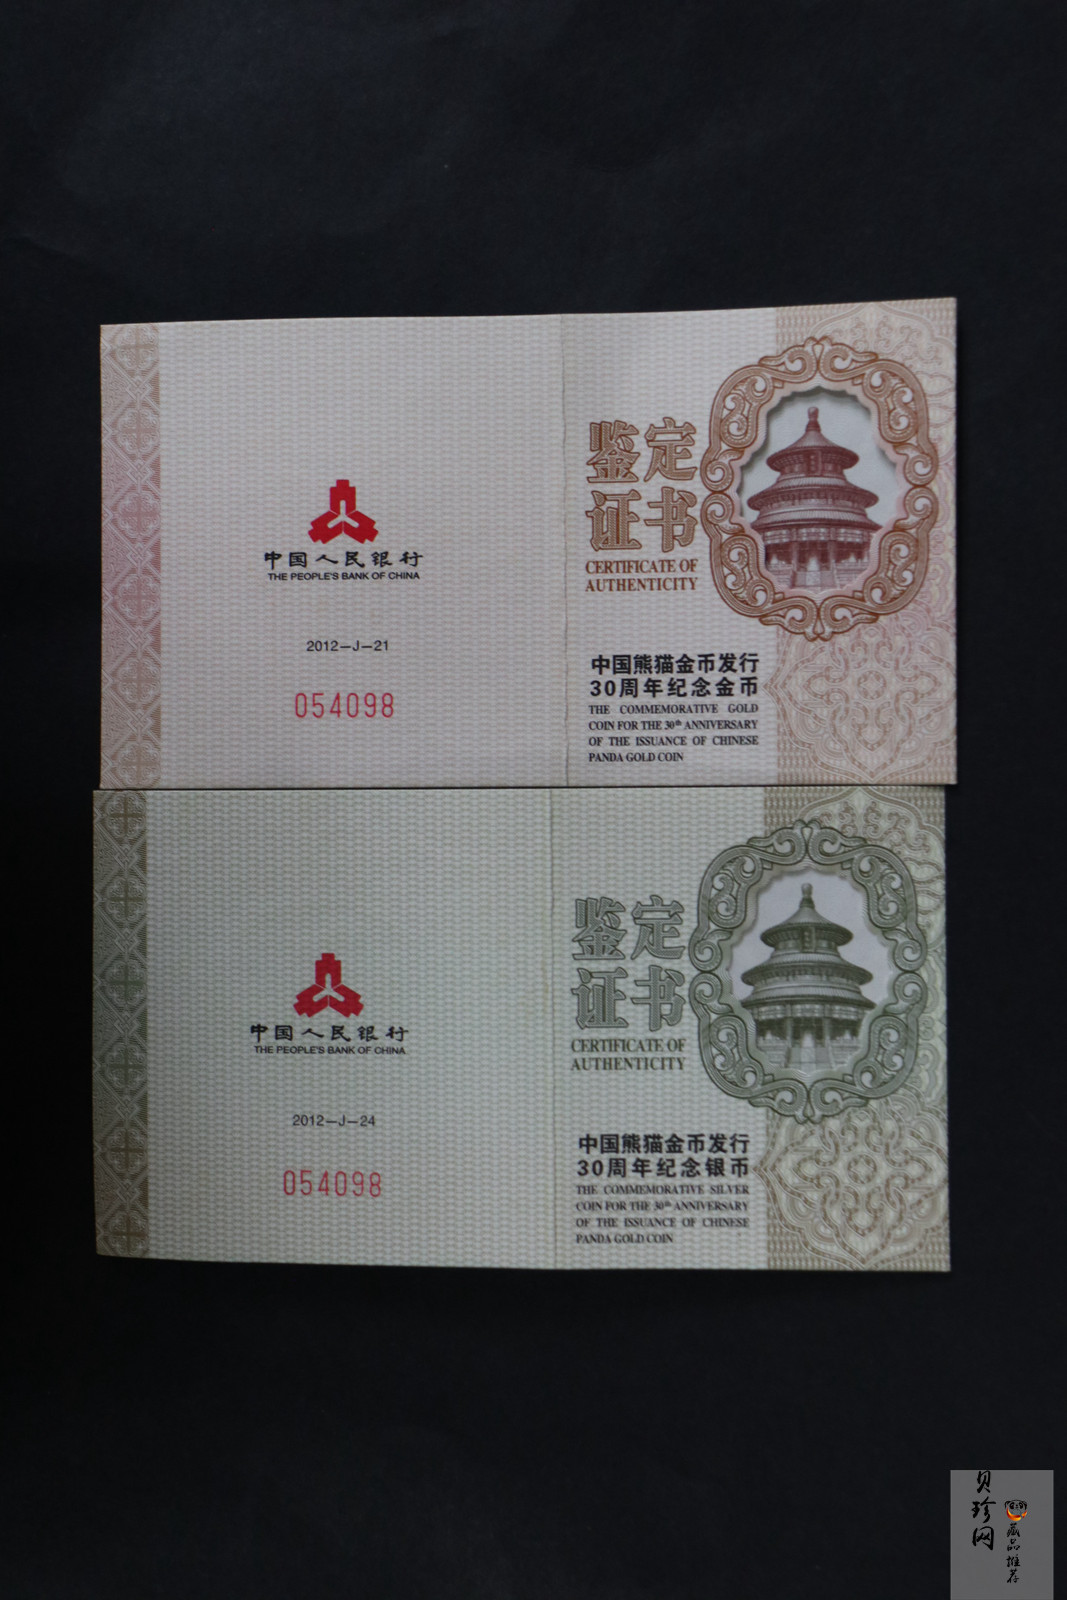 中国人民银行
THE PEOPLE'S BANK OF CHINA
2012—J—21
054098
鉴定
证书
CERTIFICATE OF
AUTHENTICITY
中国熊猫金币发行
30周年纪念金币
THE COMMEMORATIVE GOLD
COIN FOR THE 30th ANNIVERSARY
OF THE ISSUANCE OF CHINESE
PANDA GOLD COIN
中国人民银行
THE PEOPLE'S BANK OF CHINA
2012—J—24
054098
鉴定
证书
CERTIFICATE OF
AUTHENTICITY
中国熊猫金币发行
30周年纪念银币
THE COMMEMORATIVE SILVER
COIN FOR THE 30th ANNIVERSARY
OF THE ISSUANCE OF CHINESE
PANDA GOLD COIN
贝珍网
藏品推荐